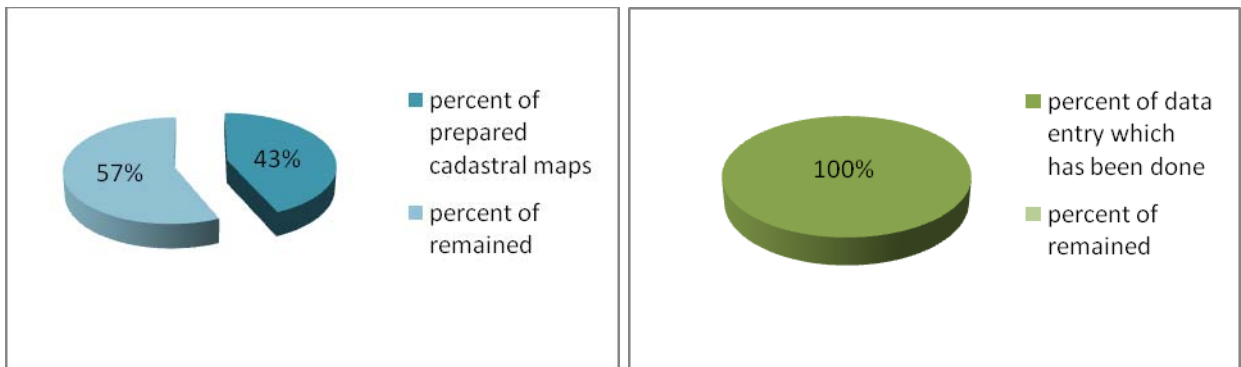 57%
43%
percent of
prepared
cadastral maps
percent of
remained
100%
percent of data
entry which
has been done
percent of
remained